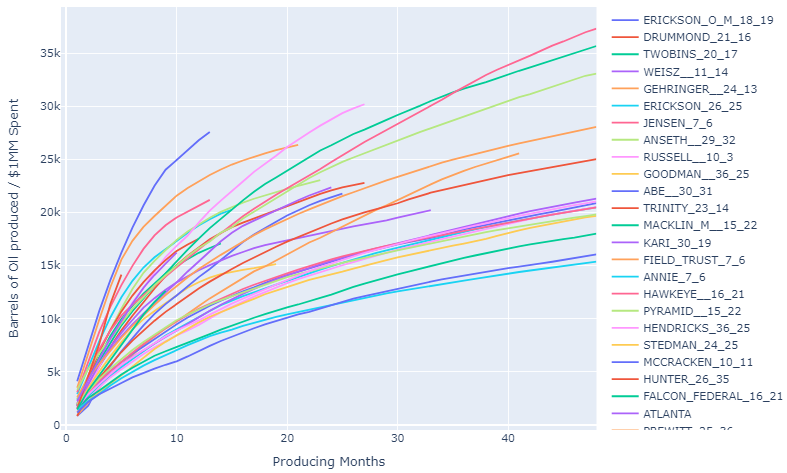 Barrels of OIl produced / $1MM Spent
35k
30k
25k
20k
15k
10k
5k
0
0
10
20
30
40
Producing Months
ERICKSON_O_M_18_19
DRUMMOND_21_16
TWOBINS_20_17
WEISZ__11_14
GEHRINGER__24_13
ERICKSON_26_25
JENSEN_7_6
ANSETH__29_32
RUSSELL__10_3
GOODMAN__36_25
ABE__30_31
TRINITY_23_14
MACKLIN_M__15_22
KARI_30_19
FIELD_TRUST_7_6
ANNIE_7_6
HAWKEYE__16_21
PYRAMID__15_22
HENDRICKS_36_25
STEDMAN_24_25
MCCRACKEN_10_11
HUNTER_26_35
FALCON_FEDERAL_16_21
ATLANTA